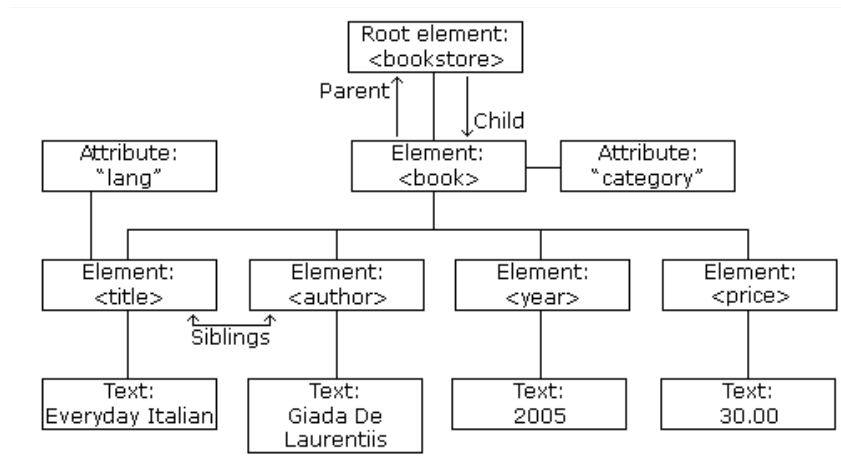 Root element:
<bookstore>
Parent
Child
Attribute:
“lang”
Element:
<book>
Attribute:
“category”
Element:
<title>
Element:
<author>
Element:
<year>
Element:
<price>
Siblings
Text:
Everyday Italian
Text:
Giada De
Laurentiis
Text:
2005
Text:
30.00